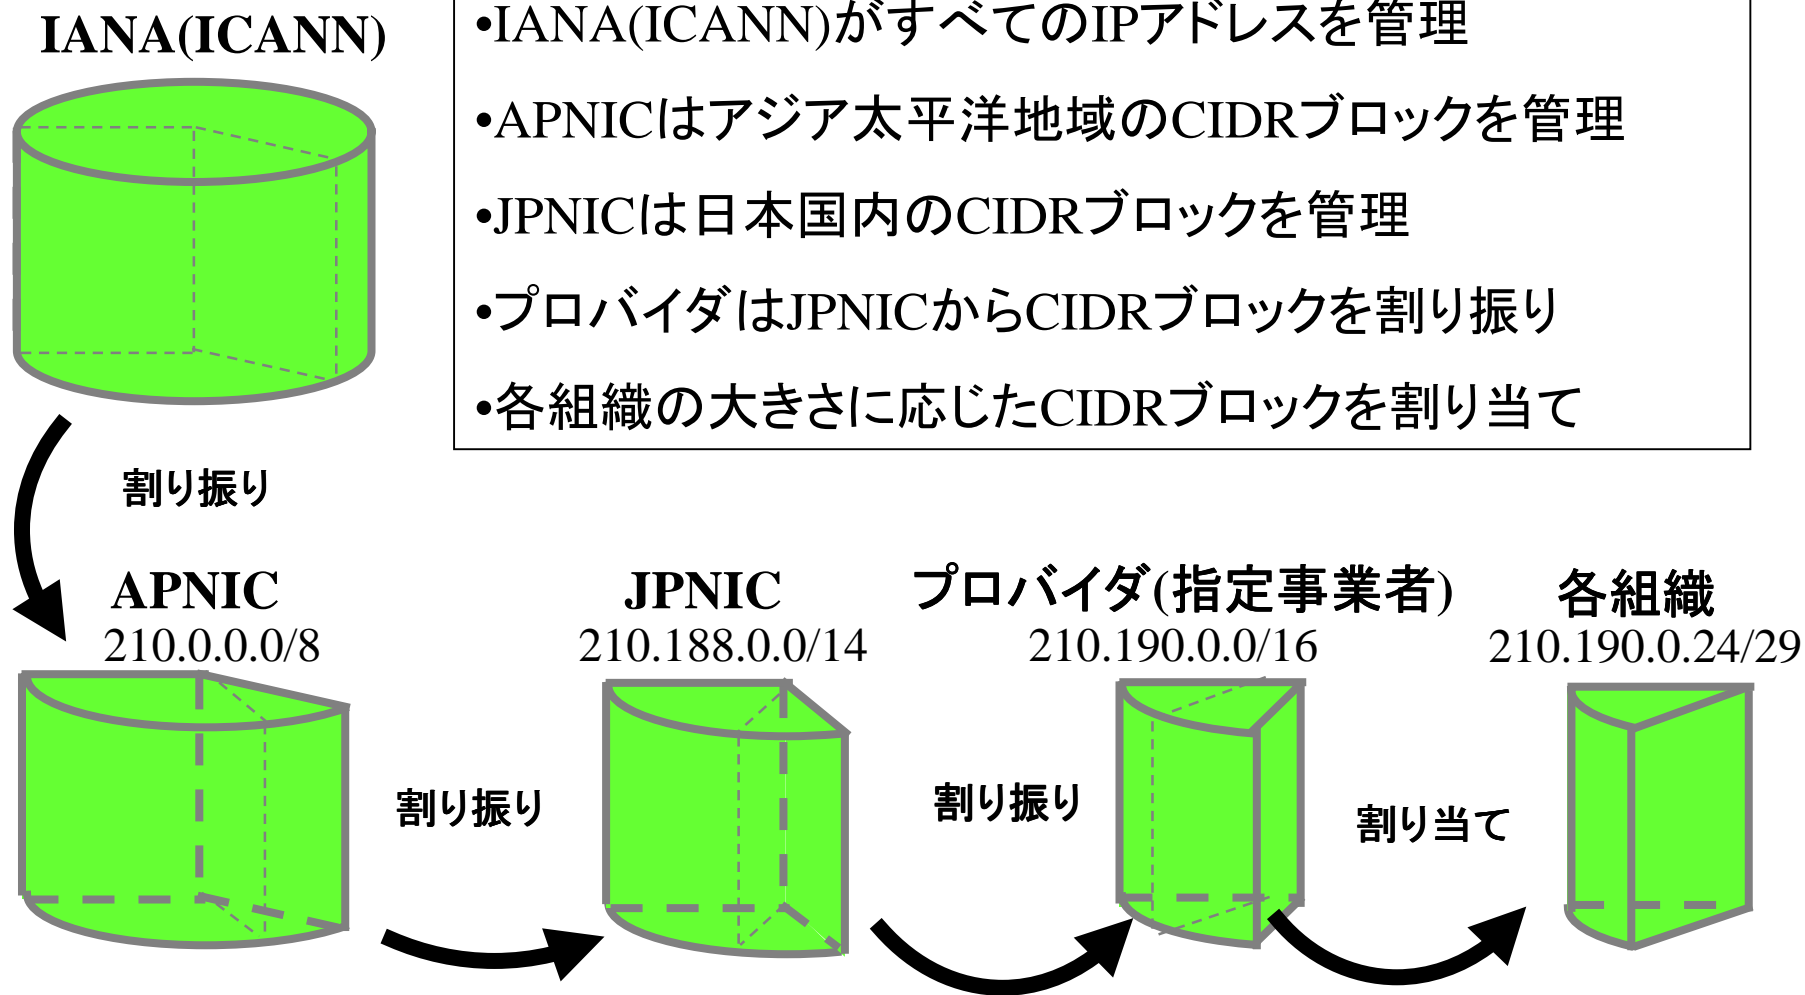 IANA(ICANN)
•IANA(ICANN)がすべてのIPアドレスを管理
•APNICはアジア太平洋地域のCIDRブロックを管理
•JPNICは日本国内のCIDRブロックを管理
•プロバイダはJPNICからCIDRブロックを割り振り
•各組織の大きさに応じたCIDRブロックを割り当て
割り振り
APNIC
210.0.0.0/8
JPNIC
210.188.0.0/14
プロバイダ(指定事業者)
210.190.0.0/16
各組織
210.190.0.24/29
割り振り
割り振り
割り当て